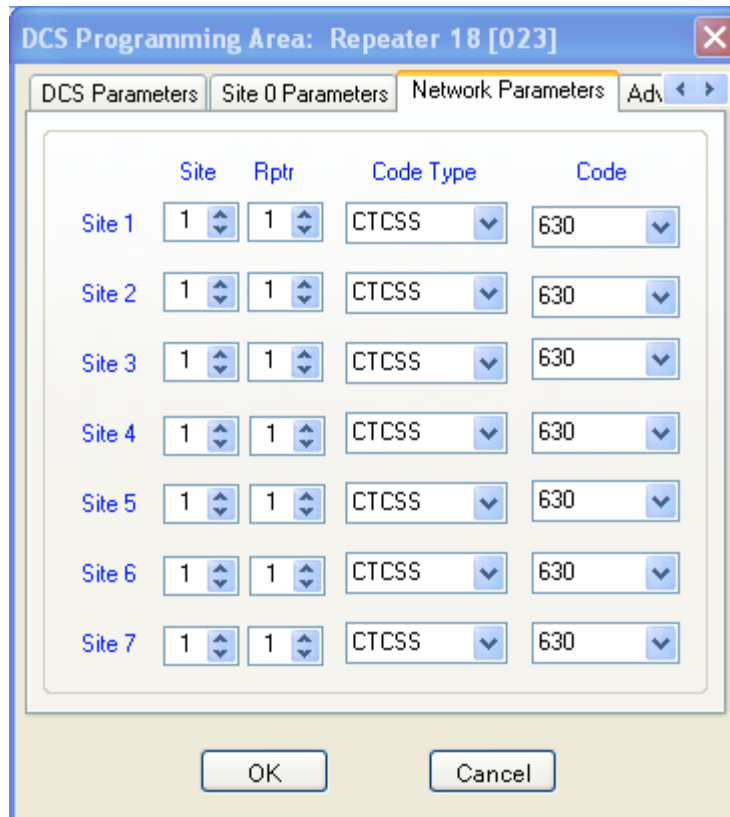 DCS Programming Area: Repeater 18 [023]
DCS Parameters Site 0 Parameters Network Parameters Adv
Site Rptr Code Type Code
Site 1 1 1 CTCSS 630
Site 2 1 1 CTCSS 630
Site 3 1 1 CTCSS 630
Site 4 1 1 CTCSS 630
Site 5 1 1 CTCSS 630
Site 6 1 1 CTCSS 630
Site 7 1 1 CTCSS 630
OK Cancel